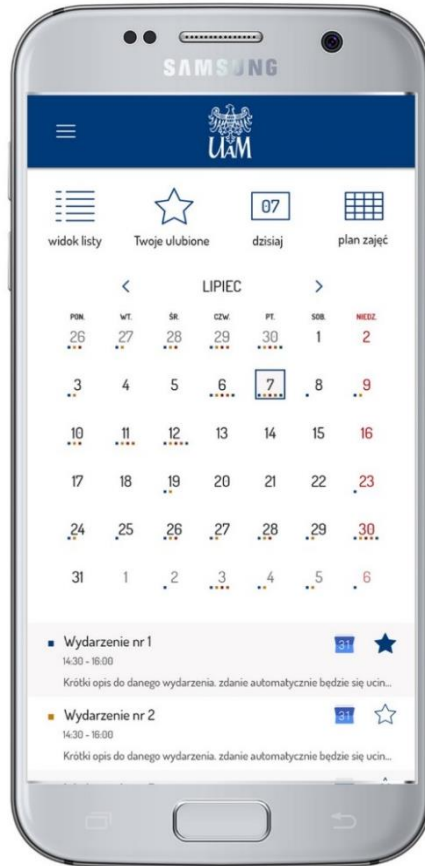 SAMSUNG
UAM
07
widok listy Twoje ulubione dzisiaj plan zajęć
LIPIEC
PON. WT. ŚR. CZW. PT. SOB. NIEDZ.
26 27 28 29 30 1 2
3 4 5 6 7 8 9
10 11 12 13 14 15 16
17 18 19 20 21 22 23
24 25 26 27 28 29 30
31 1 2 3 4 5 6
Wydarzenie nr 1 31
14:30 - 16:00
Krótki opis do danego wydarzenia. zdanie automatycznie będzie się ucin...
Wydarzenie nr 2 31
14:30 - 16:00
Krótki opis do danego wydarzenia. zdanie automatycznie będzie się ucin...